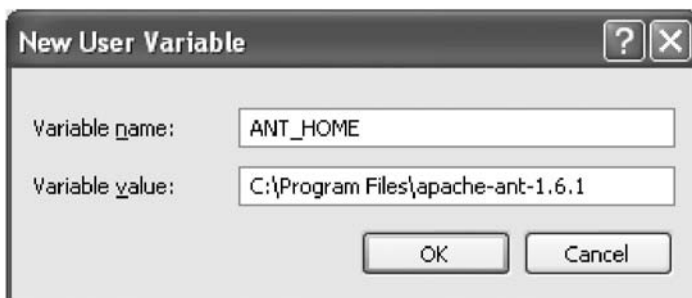 New User Variable
Variable name: ANT_HOME
Variable value: C:\Program Files\apache-ant-1.6.1
OK Cancel